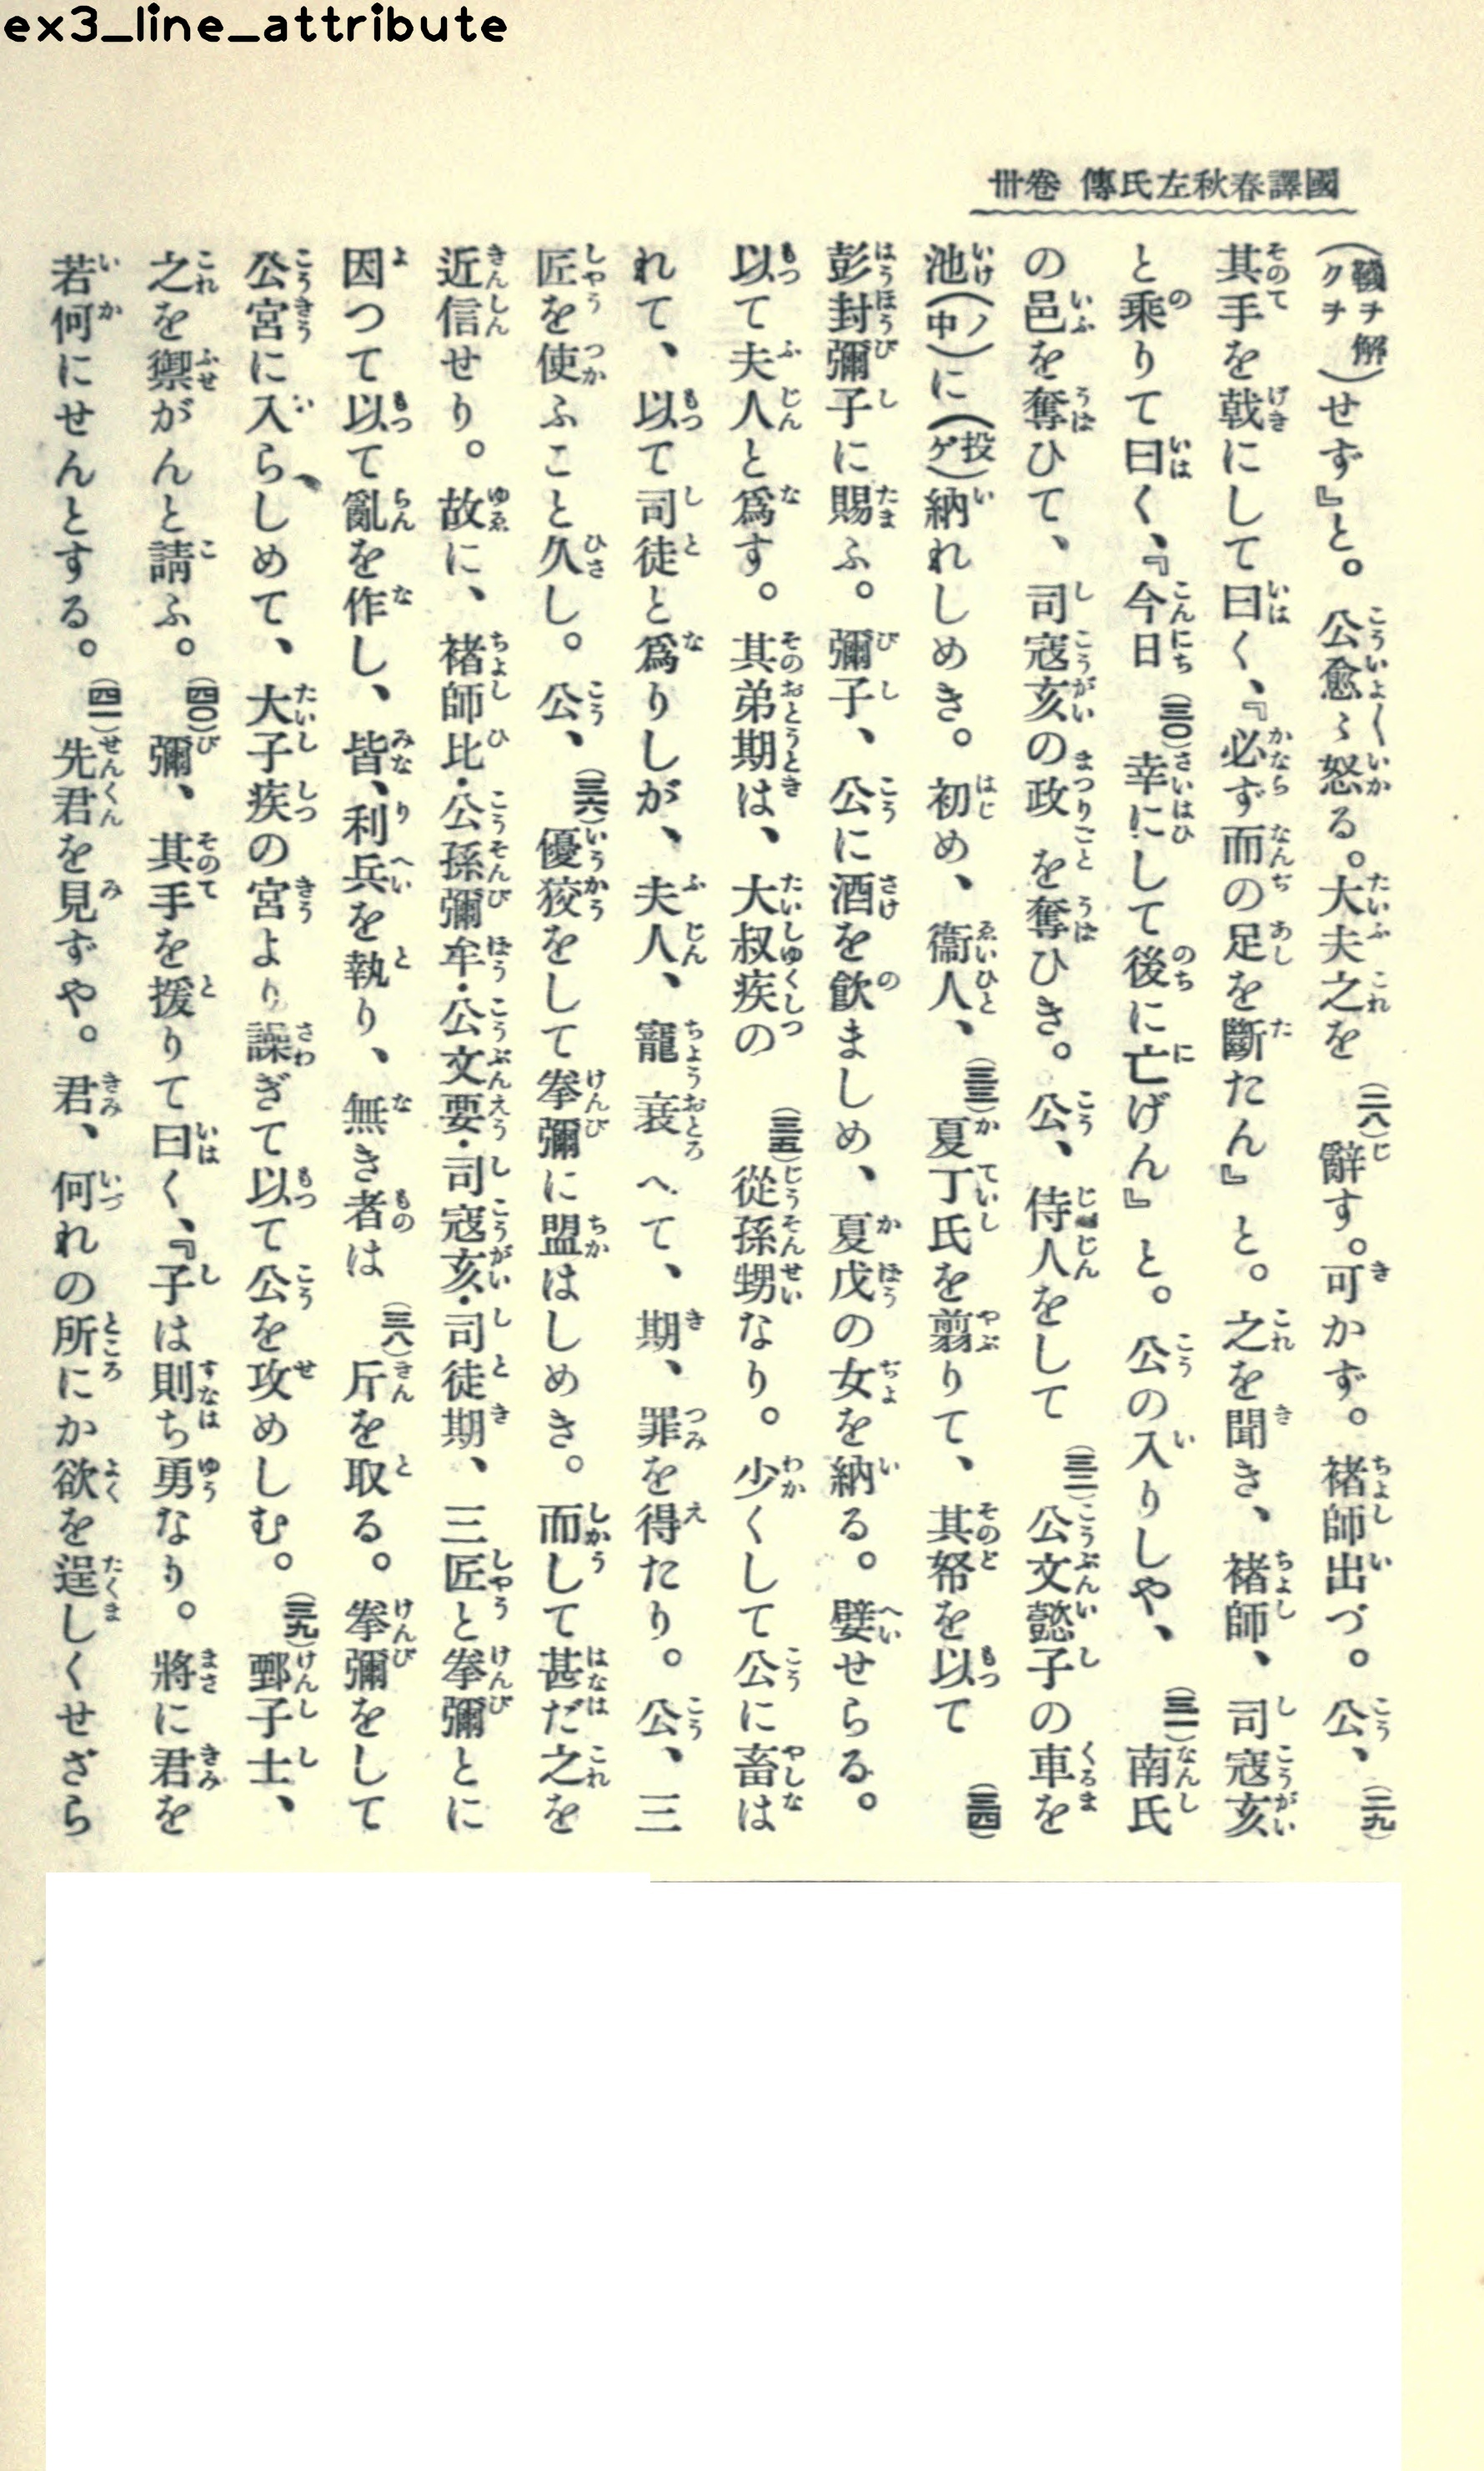 ex3_line_attribute
國譯春秋左氏傳 卷卅
(韈ヲ解クヲ)せず』と。公愈〻怒る。大夫之を(二八)辭す。可かず。褚師出づ。公、(二九)
其手を戟にして曰く、『必ず而の足を斷たん』と。之を聞き、褚師、司寇亥
と乘りて曰く、『今日(三〇)幸にして後に亡げん』と。公の入りしや、(三一)南氏
の邑を奪ひて、司寇亥の政を奪ひき。公、侍人をして(三二)公文懿子の車を
池(ノ中)に(投ゲ)納れしめき。初め、衞人、(三三)夏丁氏を翦りて、其帑を以て(三四)
彭封彌子に賜ふ。彌子、公に酒を飮ましめ、夏戊の女を納る。嬖せらる。
以て夫人と爲す。其弟期は、大叔疾の(三五)從孫甥なり。少くして公に畜は
れて、以て司徒と爲りしが、夫人、寵衰へて、期、罪を得たり。公、三
匠を使ふこと久し。公、(三六)優狡をして拳彌に盟はしめき。而して甚だ之を
近信せり。故に、褚師比・公孫彌牟・公文要・司寇亥・司徒期、三匠と拳彌とに
因つて以て亂を作し、皆、利兵を執り、無き者は(三八)斤を取る。拳彌をして
公宮に入らしめて、大子疾の宮より譟ぎて以て公を攻めしむ。(三九)鄄子士、
之を禦がんと請ふ。(四〇)彌、其手を援りて曰く、『子は則ち勇なり。將に君を
若何にせんとする。(四一)先君を見ずや。君、何れの所にか欲を逞しくせざら